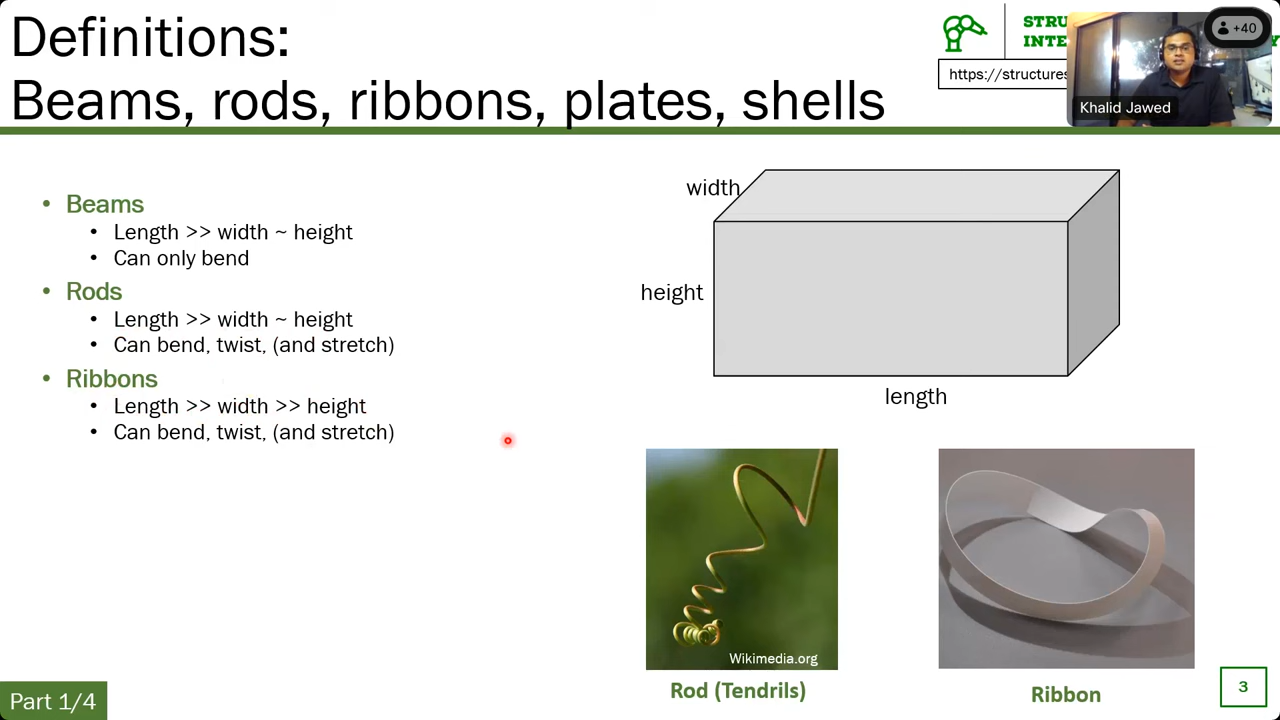 Definitions:
Beams, rods, ribbons, plates, shells
STRU
INTE
https://structures
+40
Khalid Jawed
• Beams
• Length >> width ~ height
• Can only bend
• Rods
• Length >> width ~ height
• Can bend, twist, (and stretch)
• Ribbons
• Length >> width >> height
• Can bend, twist, (and stretch)
width
height
length
Wikimedia.org
Rod (Tendrils)
Ribbon
Part 1/4
3